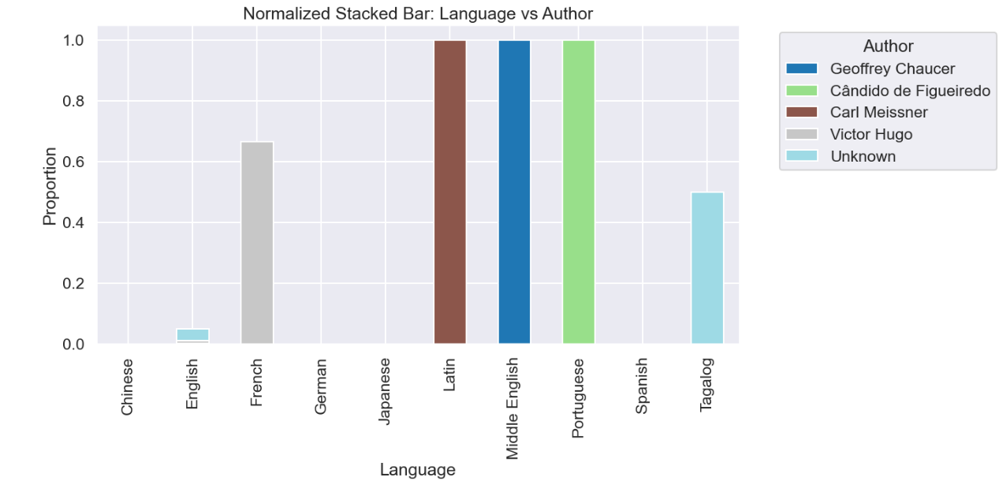 Normalized Stacked Bar: Language vs Author
Proportion
1.0
0.8
0.6
0.4
0.2
0.0
Chinese
English
French
German
Japanese
Latin
Middle English
Portuguese
Spanish
Tagalog
Language
Author
Geoffrey Chaucer
Cândido de Figueiredo
Carl Meissner
Victor Hugo
Unknown